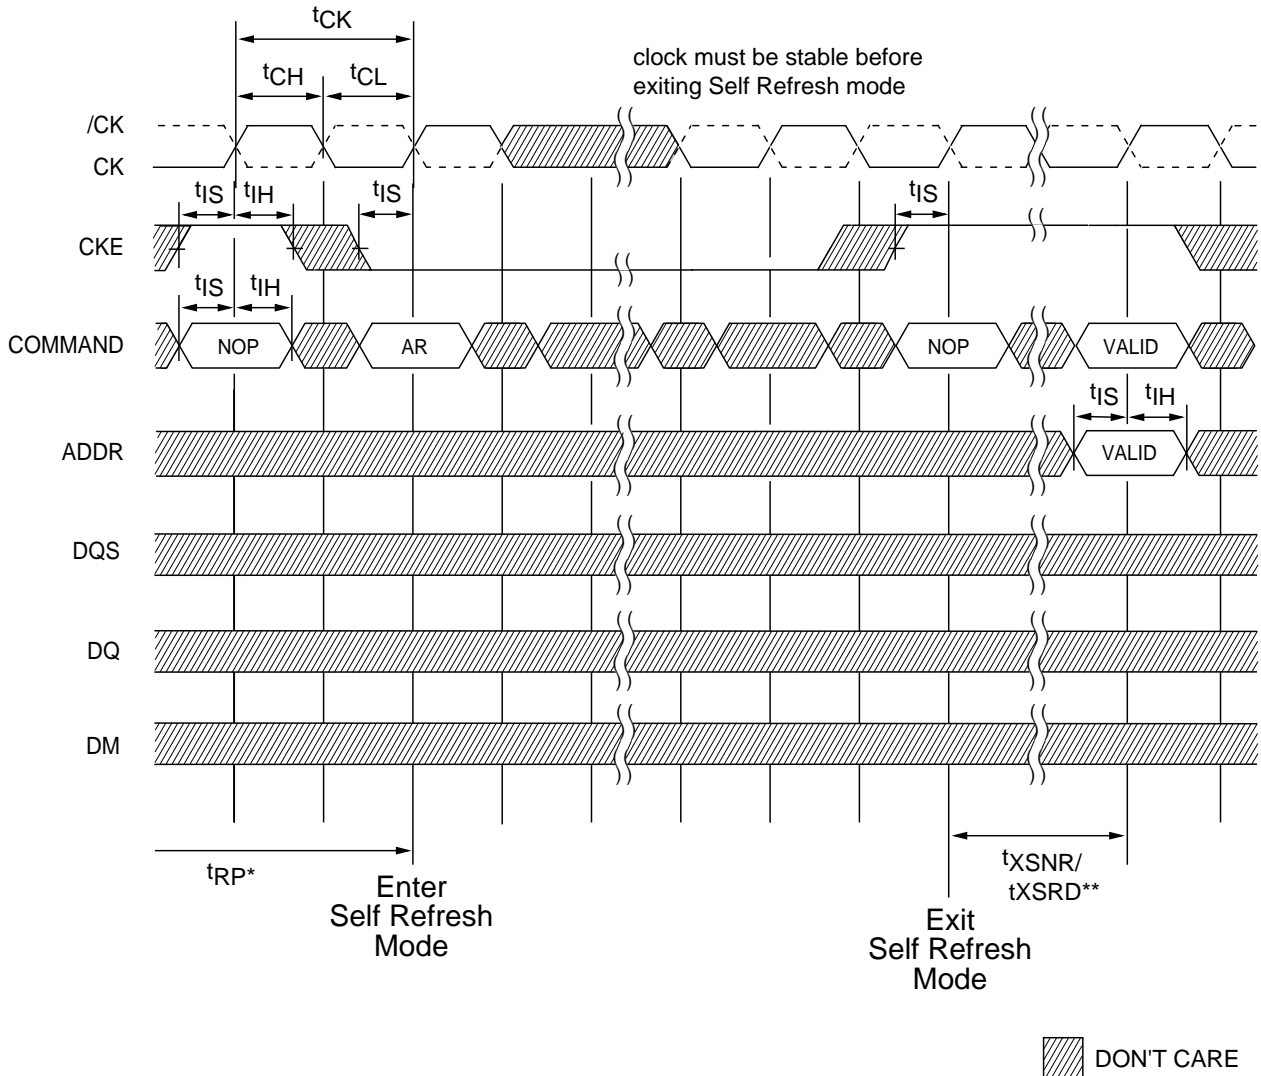 tCK
clock must be stable before
exiting Self Refresh mode
tCH tCL
/CK
CK
tIS tIH tIS tIS
CKE
tIS tIH
COMMAND NOP AR NOP VALID
tIS tIH
ADDR VALID
DQS
DQ
DM
tRP*
Enter
Self Refresh
Mode
tXSNR/
tXSRD**
Exit
Self Refresh
Mode
DON'T CARE